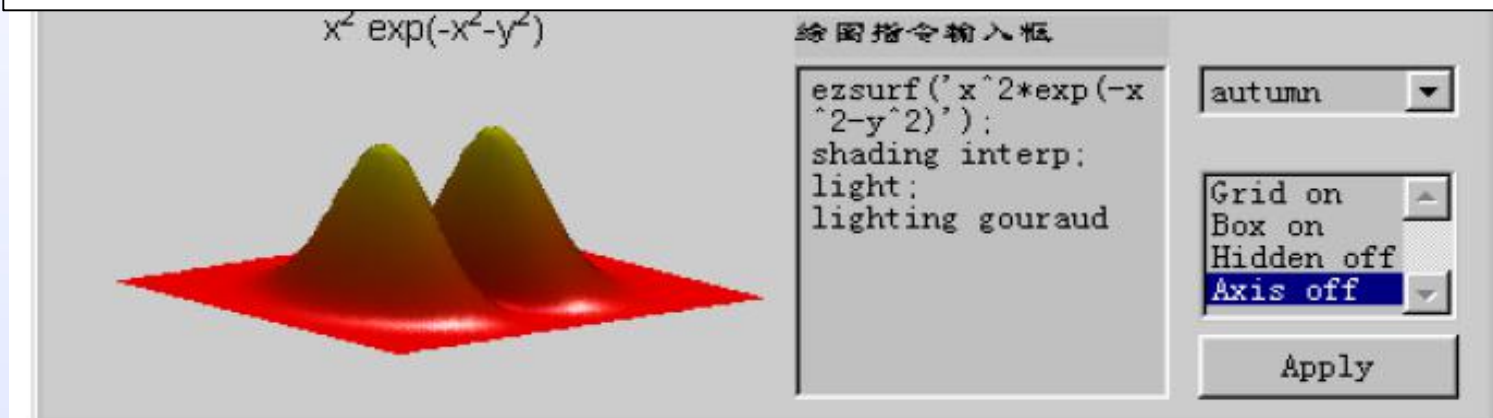 x² exp(-x²-y²)
绘图指令输入框
ezsurf('x^2*exp(-x
^2-y^2)');
shading interp;
light;
lighting gouraud
autumn
Grid on
Box on
Hidden off
Axis off
Apply